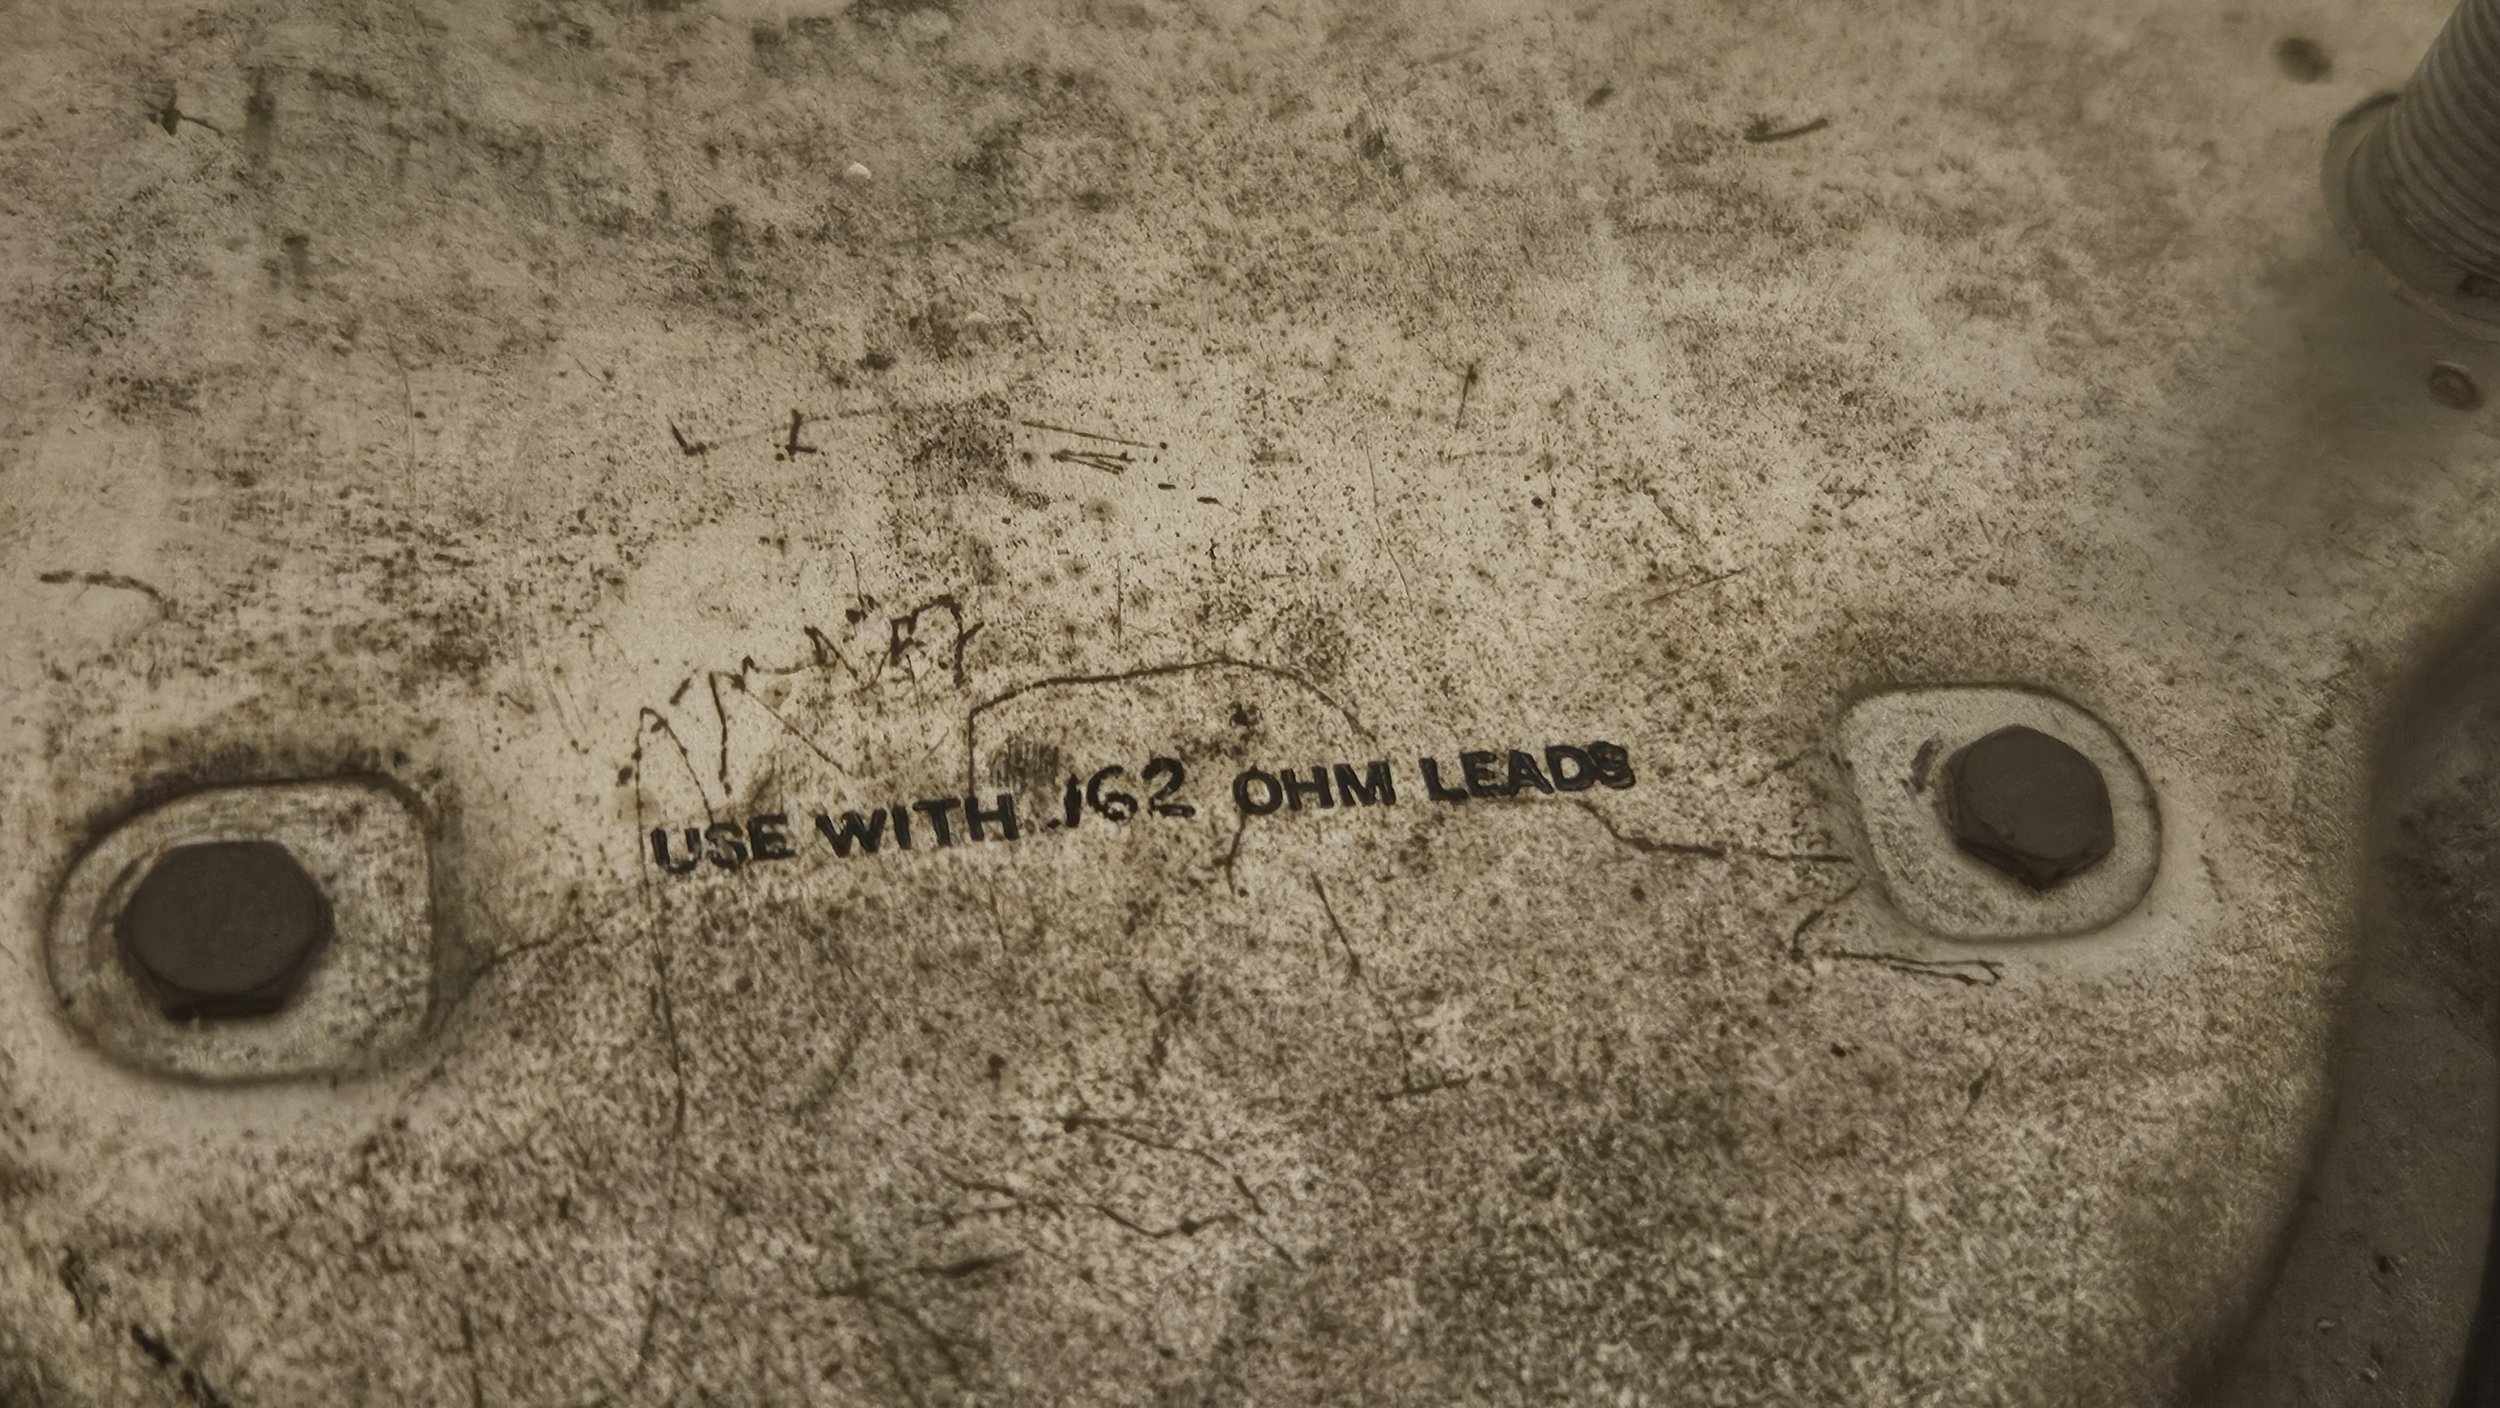 USE WITH .162 OHM LEADS